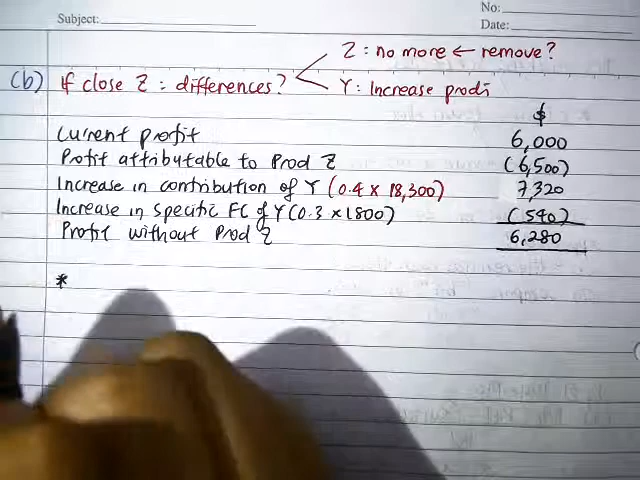 Subject:
No:
Date:
Z : no more ← remove?
(b) If close Z : differences?
Y : Increase prodi
$
Current profit 6,000
Profit attributable to Prod Z (6,500)
Increase in contribution of Y (0.4 x 18,300) 7,320
Increase in specific FC of Y (0.3 x 1800) (540)
Profit without Prod Z 6,280
*